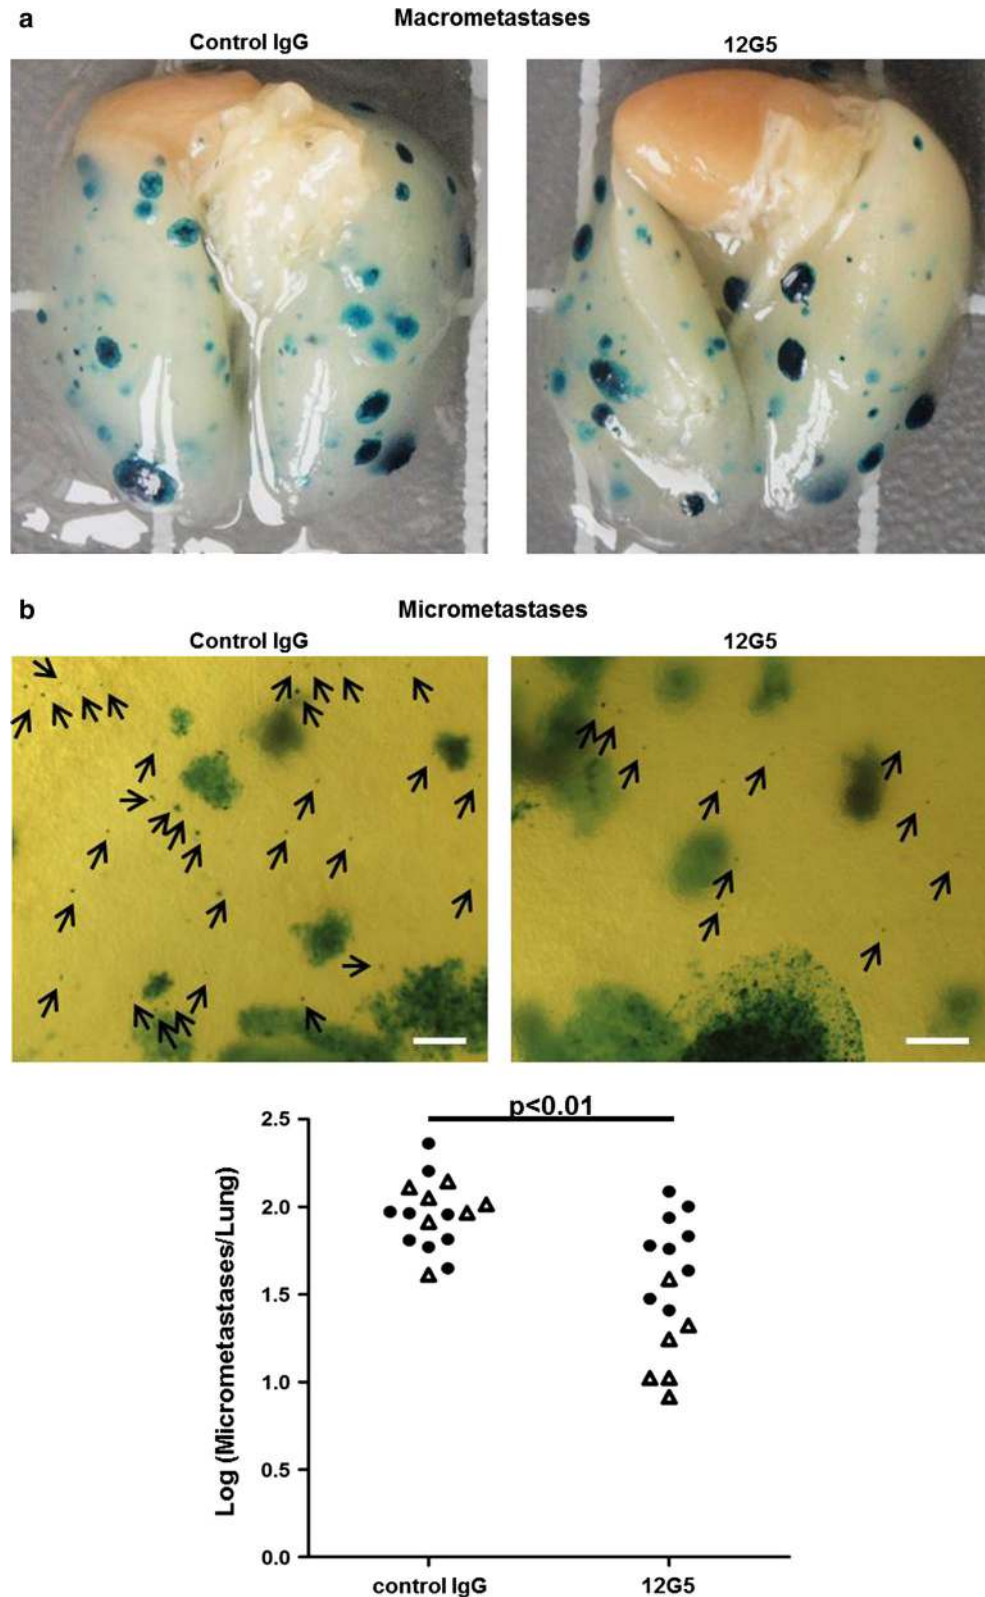 a
Macrometastases
Control IgG
12G5
b
Micrometastases
Control IgG
12G5
p<0.01
Log (Micrometastases/Lung)
2.5
2.0
1.5
1.0
0.5
0.0
control IgG
12G5